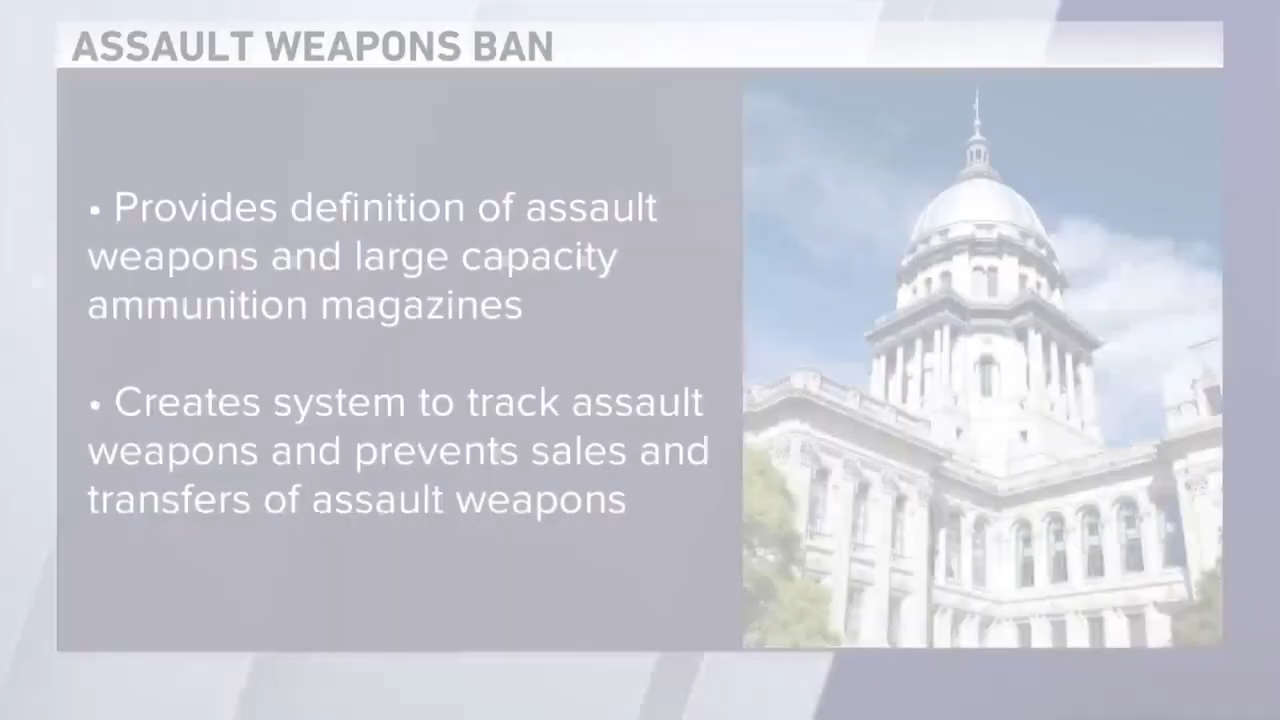 ASSAULT WEAPONS BAN
• Provides definition of assault
weapons and large capacity
ammunition magazines
• Creates system to track assault
weapons and prevents sales and
transfers of assault weapons